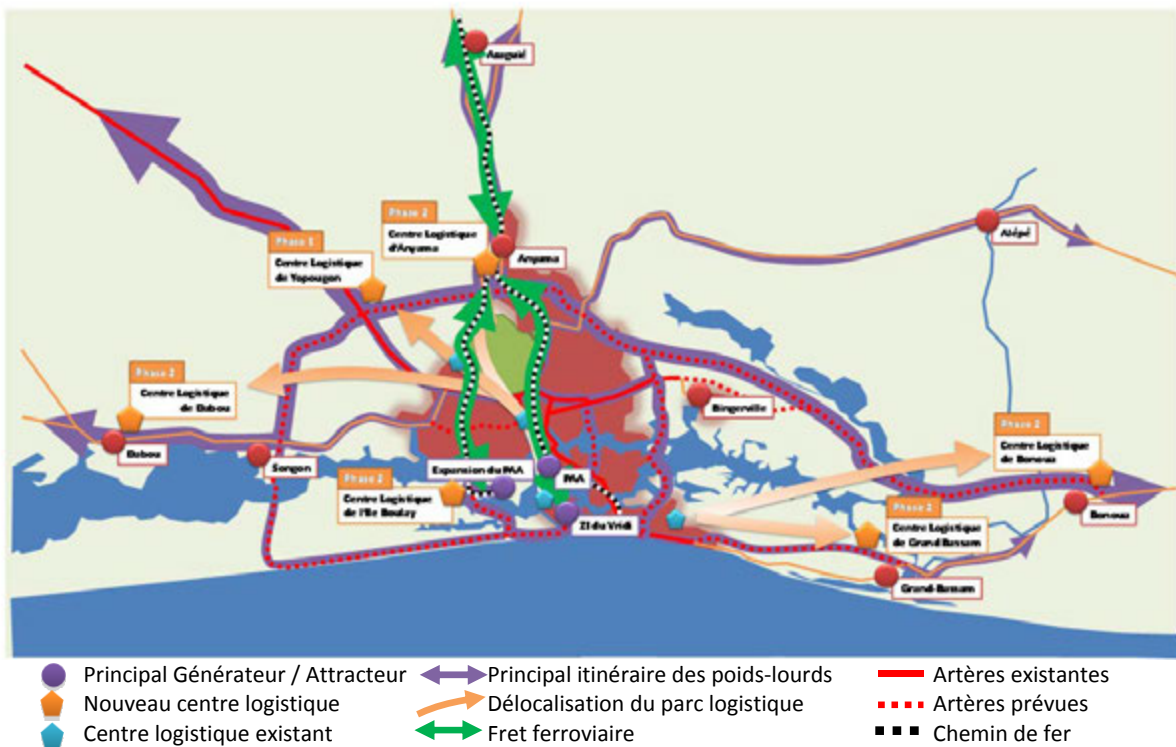 Azaguié
Phase 2
Centre Logistique
d'Anyama
Anyama
Alépé
Phase 1
Centre Logistique
de Yopougon
Phase 2
Centre Logistique
de Dabou
Dabou
Songon
Bingerville
Phase 2
Centre Logistique
de Bonoua
Bonoua
Expansion du PAA
PAA
Phase 2
Centre Logistique
de l'Ile Boulay
ZI du Vridi
Phase 2
Centre Logistique
de Grand Bassam
Grand-Bassam
Principal Générateur / Attracteur
Principal itinéraire des poids-lourds
Artères existantes
Nouveau centre logistique
Délocalisation du parc logistique
Artères prévues
Centre logistique existant
Fret ferroviaire
Chemin de fer